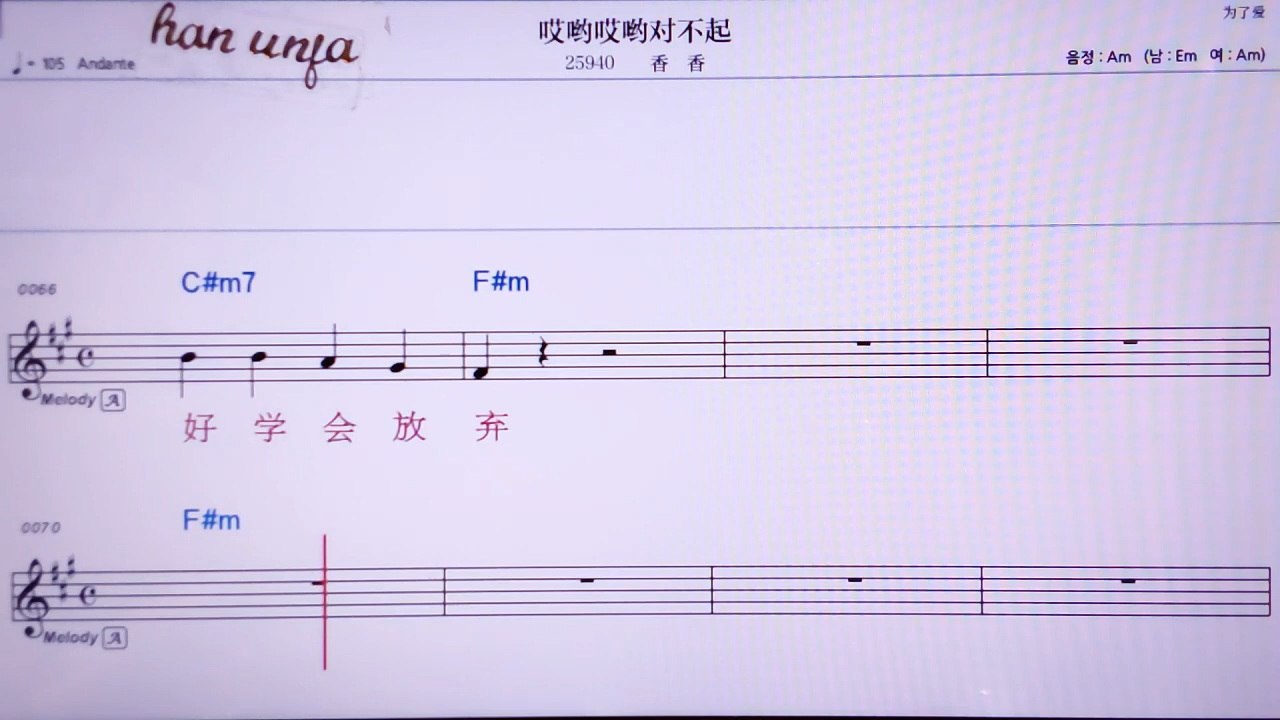 han unfa
哎哟哎哟对不起
为了爱
♩= 105 Andante
25940 香 香
음정 : Am (남 : Em 여 : Am)
0066 C#m7 F#m
Melody A
好 学 会 放 弃
0070 F#m
Melody A